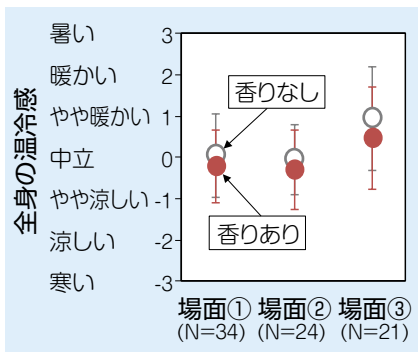 全身の温冷感
暑い 3
暖かい 2
やや暖かい 1
中立 0
やや涼しい -1
涼しい -2
寒い -3
香りなし
香りあり
場面① 場面② 場面③
(N=34) (N=24) (N=21)